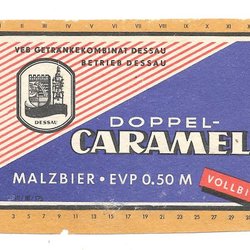 VEB GETRÄNKEKOMBINAT DESSAU
BETRIEB DESSAU
DESSAU
DOPPEL-
CARAMEL
MALZBIER • EVP 0.50 M
VOLLBI